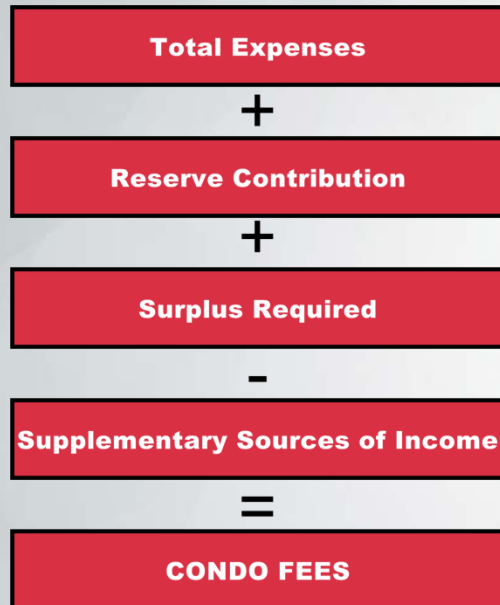 Total Expenses
+
Reserve Contribution
+
Surplus Required
-
Supplementary Sources of Income
=
CONDO FEES